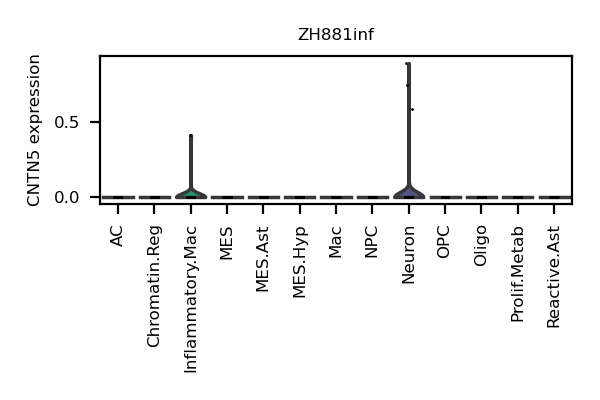 ZH881inf
CNTN5 expression
0.5
0.0
AC
Chromatin.Reg
Inflammatory.Mac
MES
MES.Ast
MES.Hyp
Mac
NPC
Neuron
OPC
Oligo
Prolif.Metab
Reactive.Ast